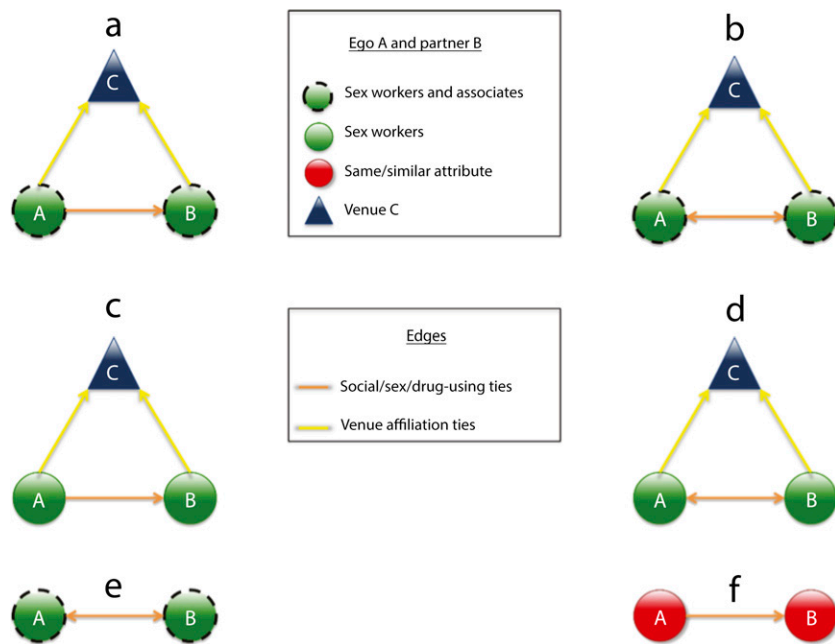 a
b
Ego A and partner B
C
C
Sex workers and associates
Sex workers
Same/similar attribute
Venue C
A
B
A
B
c
d
Edges
C
C
Social/sex/drug-using ties
Venue affiliation ties
A
B
A
B
e
f
A
B
A
B